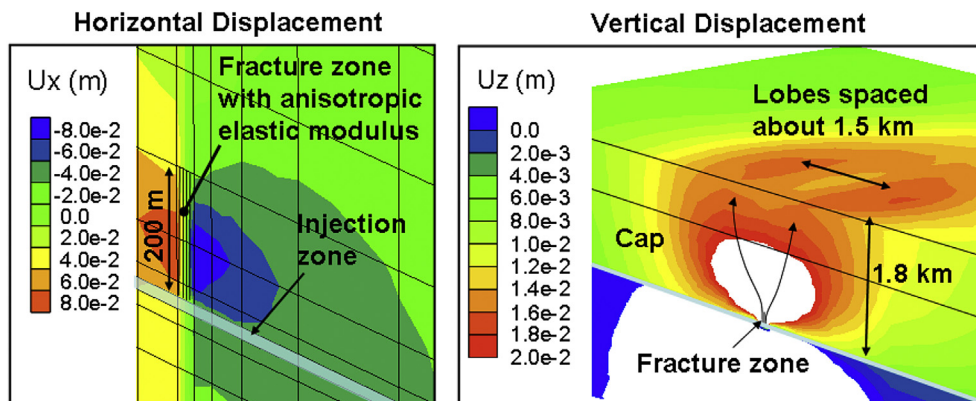 Horizontal Displacement
Ux (m)
-8.0e-2
-6.0e-2
-4.0e-2
-2.0e-2
0.0
2.0e-2
4.0e-2
6.0e-2
8.0e-2
Fracture zone
with anisotropic
elastic modulus
200 m
Injection
zone
Vertical Displacement
Uz (m)
0.0
2.0e-3
4.0e-3
6.0e-3
8.0e-3
1.0e-2
1.2e-2
1.4e-2
1.6e-2
1.8e-2
2.0e-2
Lobes spaced
about 1.5 km
Cap
1.8 km
Fracture zone